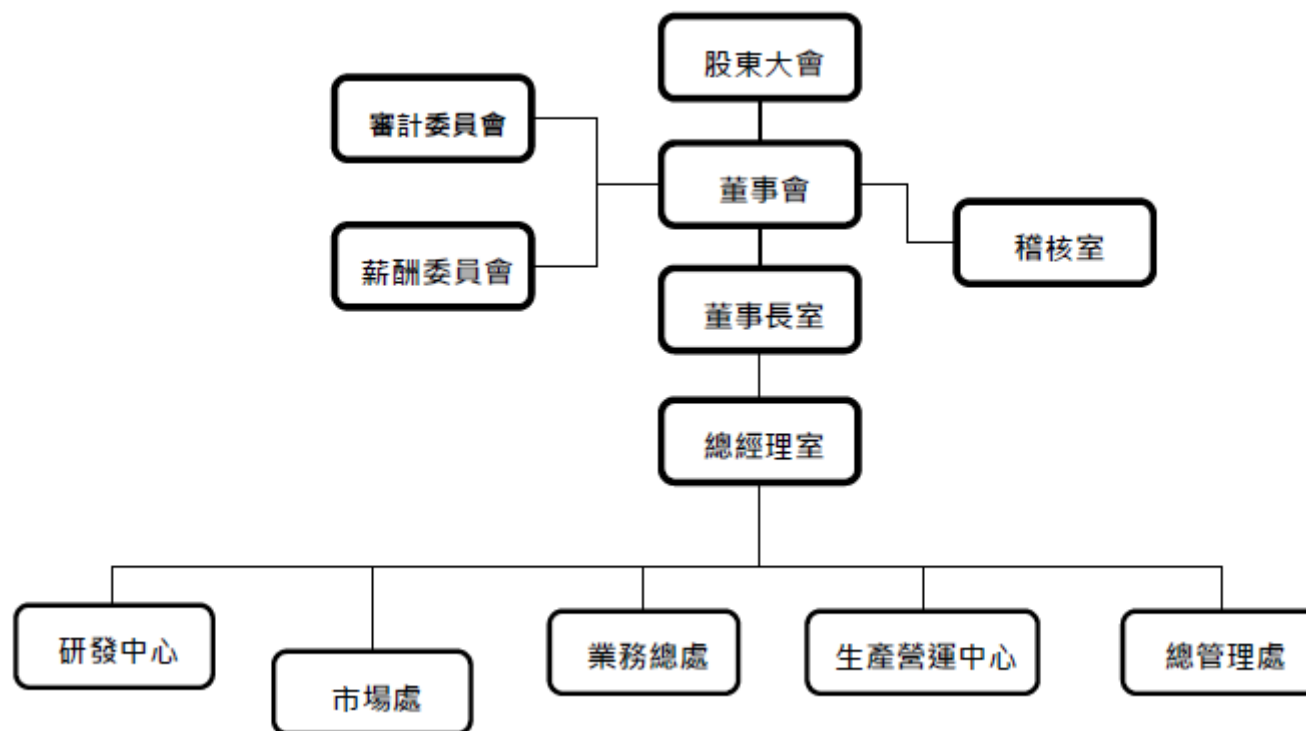 股東大會
審計委員會
董事會
稽核室
薪酬委員會
董事長室
總經理室
研發中心
市場處
業務總處
生產營運中心
總管理處